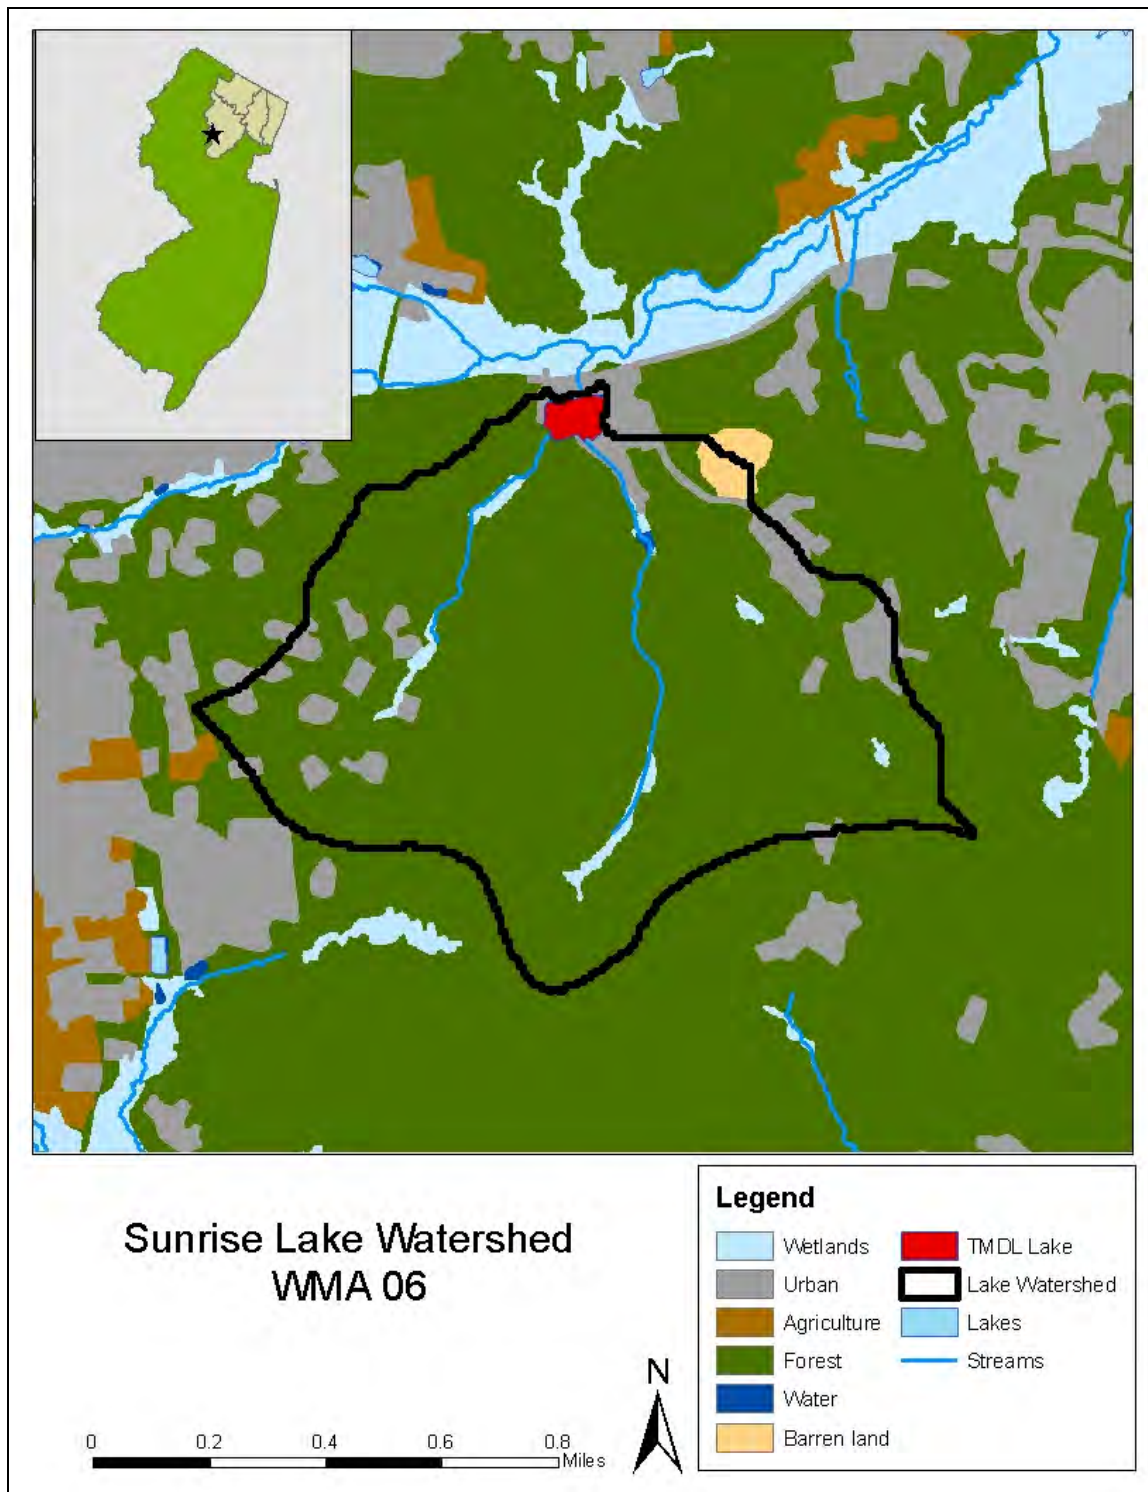 Sunrise Lake Watershed
WMA 06
0 0.2 0.4 0.6 0.8
Miles
N
Legend
Wetlands
Urban
Agriculture
Forest
Water
Barren land
TMDL Lake
Lake Watershed
Lakes
Streams